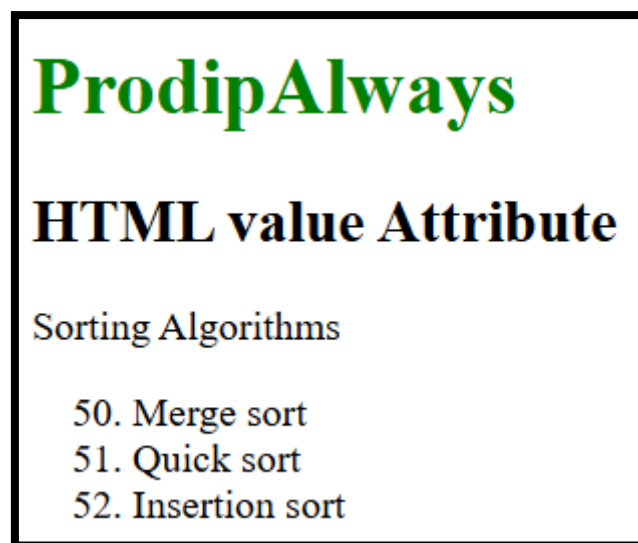 ProdipAlways
HTML value Attribute
Sorting Algorithms
50. Merge sort
51. Quick sort
52. Insertion sort